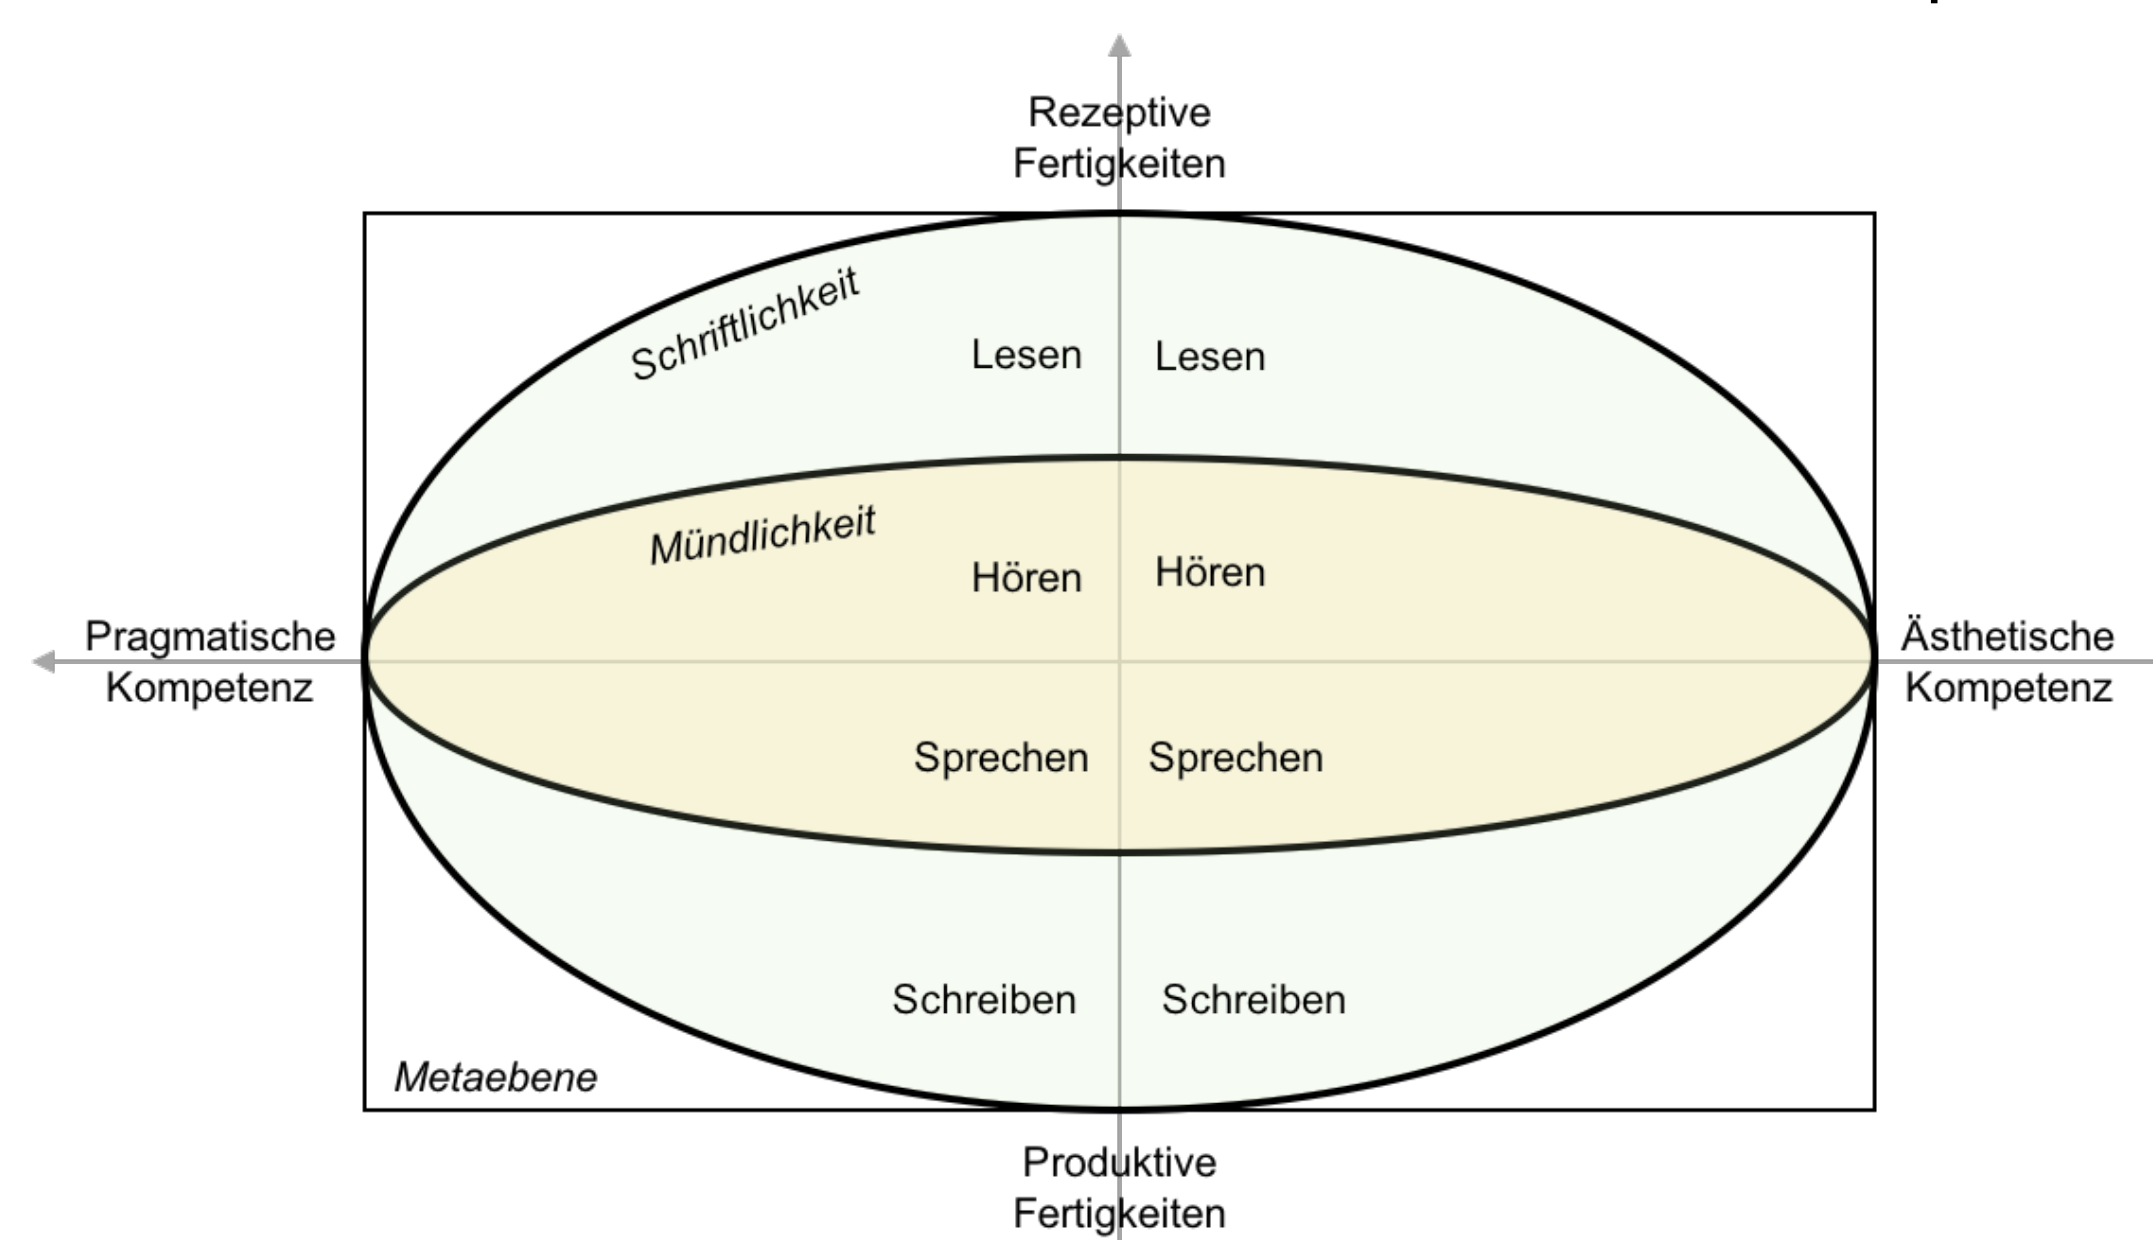 Rezeptive
Fertigkeiten
Schriftlichkeit
Lesen Lesen
Mündlichkeit
Hören Hören
Pragmatische
Kompetenz
Ästhetische
Kompetenz
Sprechen Sprechen
Schreiben Schreiben
Metaebene
Produktive
Fertigkeiten